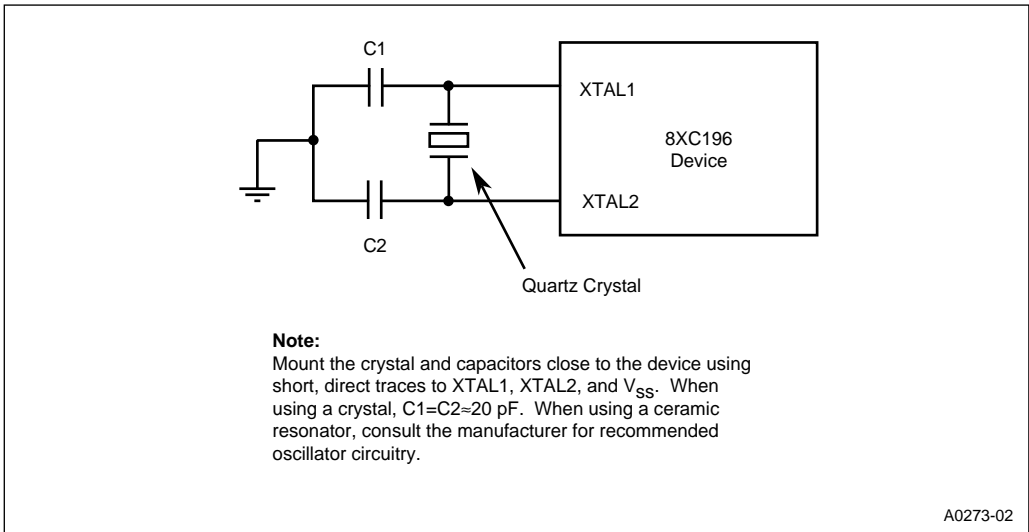 C1
XTAL1
8XC196
Device
XTAL2
C2
Quartz Crystal
Note:
Mount the crystal and capacitors close to the device using
short, direct traces to XTAL1, XTAL2, and VSS. When
using a crystal, C1=C2≈20 pF. When using a ceramic
resonator, consult the manufacturer for recommended
oscillator circuitry.
A0273-02